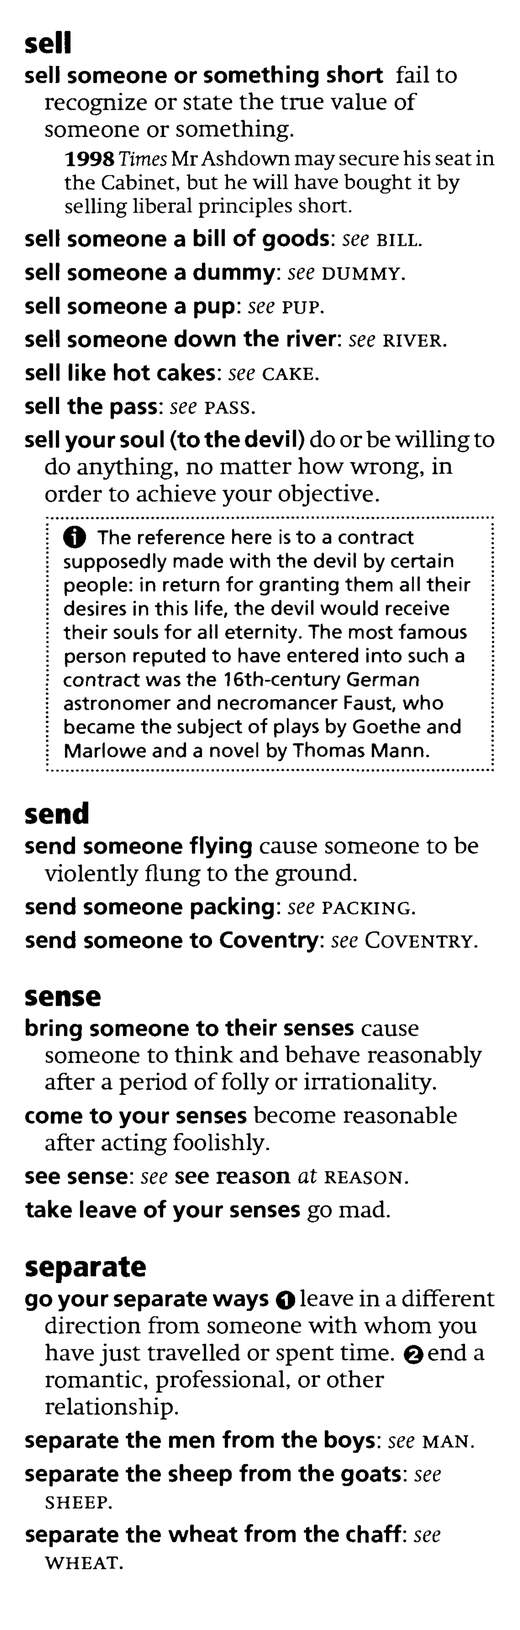 sell
sell someone or something short fail to
recognize or state the true value of
someone or something.
1998 Times Mr Ashdown may secure his seat in
the Cabinet, but he will have bought it by
selling liberal principles short.
sell someone a bill of goods: see BILL.
sell someone a dummy: see DUMMY.
sell someone a pup: see PUP.
sell someone down the river: see RIVER.
sell like hot cakes: see CAKE.
sell the pass: see PASS.
sell your soul (to the devil) do or be willing to
do anything, no matter how wrong, in
order to achieve your objective.
i The reference here is to a contract
supposedly made with the devil by certain
people: in return for granting them all their
desires in this life, the devil would receive
their souls for all eternity. The most famous
person reputed to have entered into such a
contract was the 16th-century German
astronomer and necromancer Faust, who
became the subject of plays by Goethe and
Marlowe and a novel by Thomas Mann.
send
send someone flying cause someone to be
violently flung to the ground.
send someone packing: see PACKING.
send someone to Coventry: see COVENTRY.
sense
bring someone to their senses cause
someone to think and behave reasonably
after a period of folly or irrationality.
come to your senses become reasonable
after acting foolishly.
see sense: see see reason at REASON.
take leave of your senses go mad.
separate
go your separate ways ❶ leave in a different
direction from someone with whom you
have just travelled or spent time. ❷ end a
romantic, professional, or other
relationship.
separate the men from the boys: see MAN.
separate the sheep from the goats: see
SHEEP.
separate the wheat from the chaff: see
WHEAT.